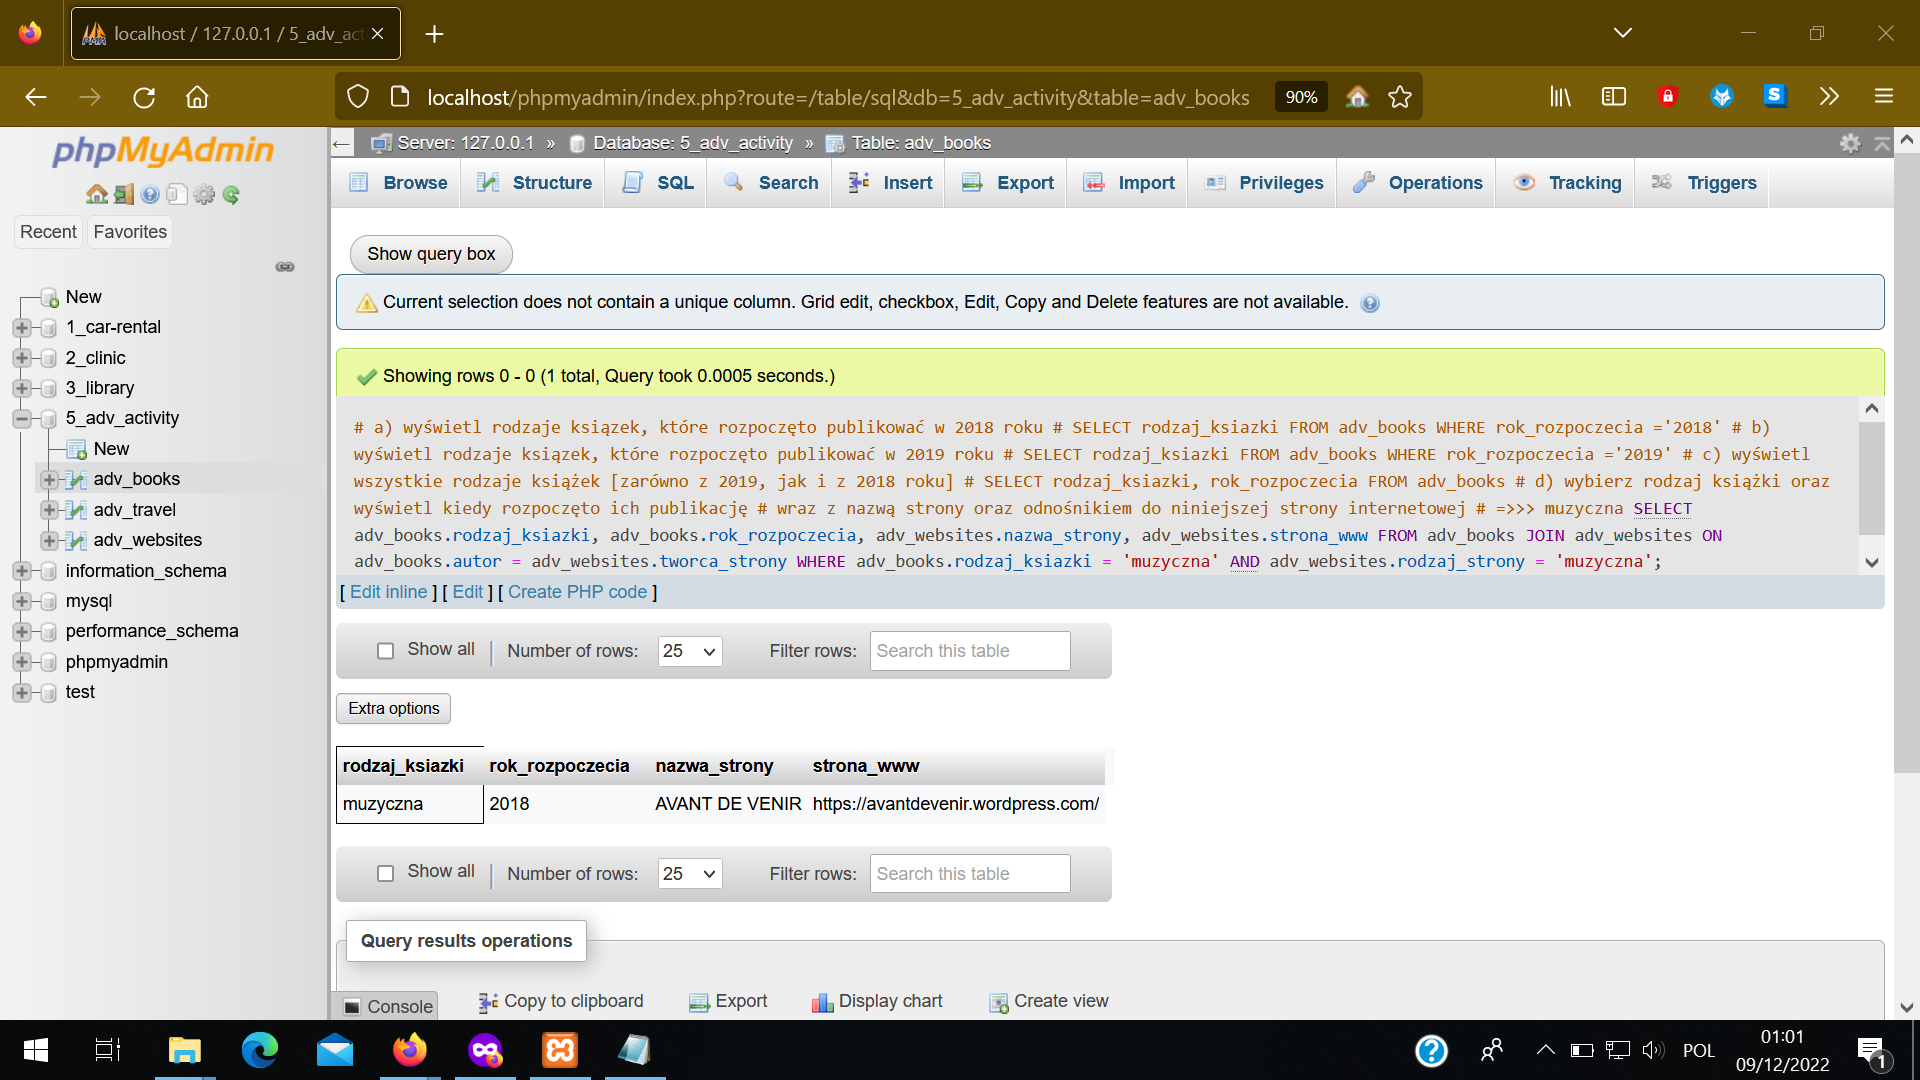 localhost / 127.0.0.1 / 5_adv_act
localhost/phpmyadmin/index.php?route=/table/sql&db=5_adv_activity&table=adv_books
90%
phpMyAdmin
Recent
Favorites
New
1_car-rental
2_clinic
3_library
5_adv_activity
New
adv_books
adv_travel
adv_websites
information_schema
mysql
performance_schema
phpmyadmin
test
Server: 127.0.0.1 » Database: 5_adv_activity » Table: adv_books
Browse Structure SQL Search Insert Export Import Privileges Operations Tracking Triggers
Show query box
Current selection does not contain a unique column. Grid edit, checkbox, Edit, Copy and Delete features are not available.
Showing rows 0 - 0 (1 total, Query took 0.0005 seconds.)
# a) wyświetl rodzaje książek, które rozpoczęto publikować w 2018 roku # SELECT rodzaj_ksiazki FROM adv_books WHERE rok_rozpoczecia ='2018' # b)
wyświetl rodzaje książek, które rozpoczęto publikować w 2019 roku # SELECT rodzaj_ksiazki FROM adv_books WHERE rok_rozpoczecia ='2019' # c) wyświetl
wszystkie rodzaje książek [zarówno z 2019, jak i z 2018 roku] # SELECT rodzaj_ksiazki, rok_rozpoczecia FROM adv_books # d) wybierz rodzaj książki oraz
wyświetl kiedy rozpoczęto ich publikację # wraz z nazwą strony oraz odnośnikiem do niniejszej strony internetowej # =>>> muzyczna SELECT
adv_books.rodzaj_ksiazki, adv_books.rok_rozpoczecia, adv_websites.nazwa_strony, adv_websites.strona_www FROM adv_books JOIN adv_websites ON
adv_books.autor = adv_websites.tworca_strony WHERE adv_books.rodzaj_ksiazki = 'muzyczna' AND adv_websites.rodzaj_strony = 'muzyczna';
[ Edit inline ] [ Edit ] [ Create PHP code ]
Show all | Number of rows: 25 Filter rows: Search this table
Extra options
rodzaj_ksiazki rok_rozpoczecia nazwa_strony strona_www
muzyczna 2018 AVANT DE VENIR https://avantdevenir.wordpress.com/
Show all | Number of rows: 25 Filter rows: Search this table
Query results operations
Console
Copy to clipboard Export Display chart Create view
POL
01:01
09/12/2022
1